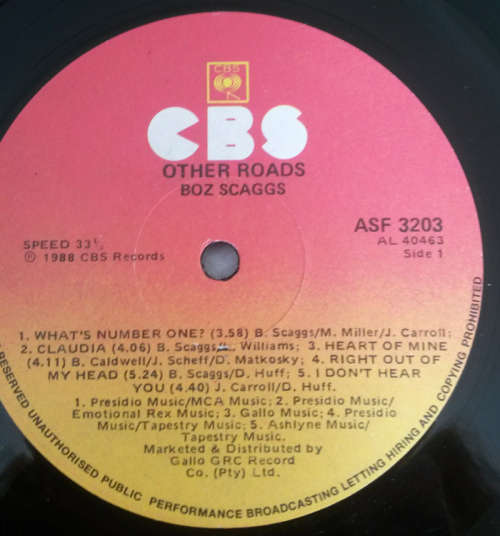 CBS
CBS
OTHER ROADS
BOZ SCAGGS
ASF 3203
AL 40463
Side 1
SPEED 33⅓
℗ 1988 CBS Records
1. WHAT'S NUMBER ONE? (3.58) B. Scaggs/M. Miller/J. Carroll;
2. CLAUDIA (4.06) B. Scaggs/L. Williams; 3. HEART OF MINE
(4.11) B. Caldwell/J. Scheff/D. Matkosky; 4. RIGHT OUT OF
MY HEAD (5.24) B. Scaggs/D. Huff; 5. I DON'T HEAR
YOU (4.40) J. Carroll/D. Huff.
1. Presidio Music/MCA Music; 2. Presidio Music/
Emotional Rex Music; 3. Gallo Music; 4. Presidio
Music/Tapestry Music; 5. Ashlyne Music/
Tapestry Music.
Marketed & Distributed by
Gallo GRC Record
Co. (Pty) Ltd.
RESERVED UNAUTHORISED PUBLIC PERFORMANCE BROADCASTING LETTING HIRING AND COPYING PROHIBITED